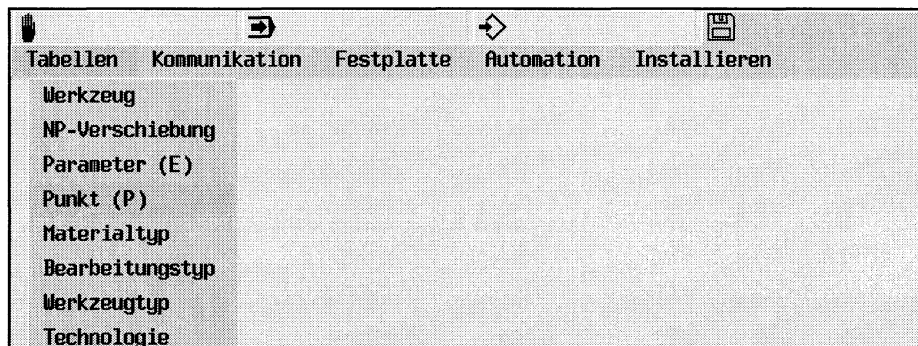 Tabellen Kommunikation Festplatte Automation Installieren
Werkzeug
NP-Verschiebung
Parameter (E)
Punkt (P)
Materialtyp
Bearbeitungstyp
Werkzeugtyp
Technologie